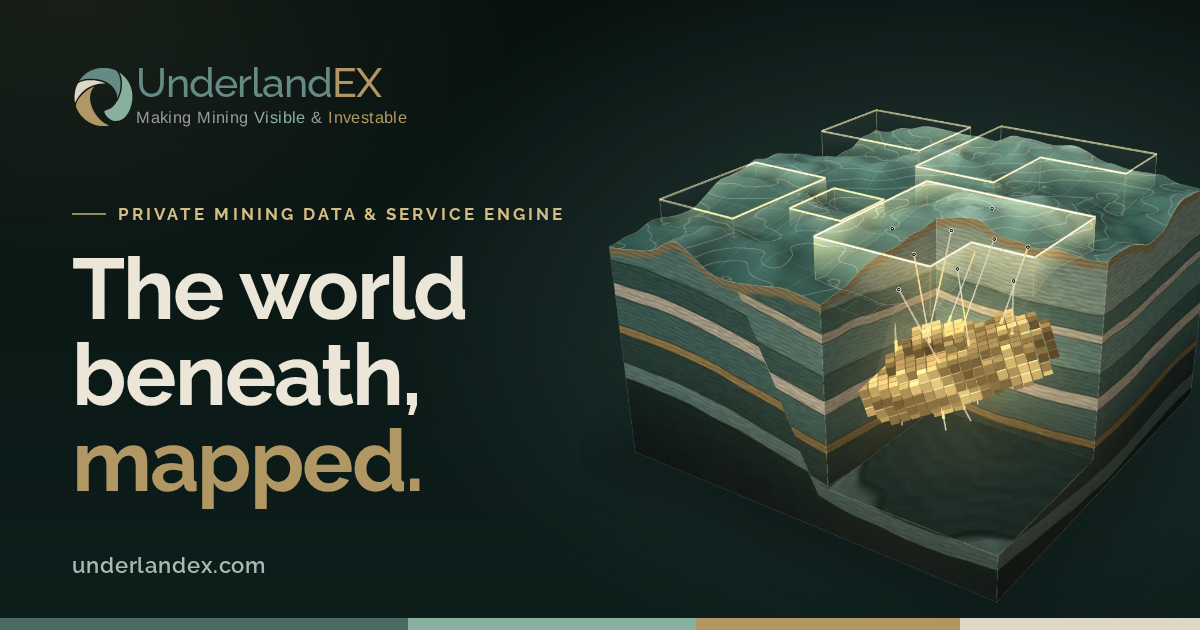 UnderlandEX
Making Mining Visible & Investable
PRIVATE MINING DATA & SERVICE ENGINE
The world
beneath,
mapped.
underlandex.com